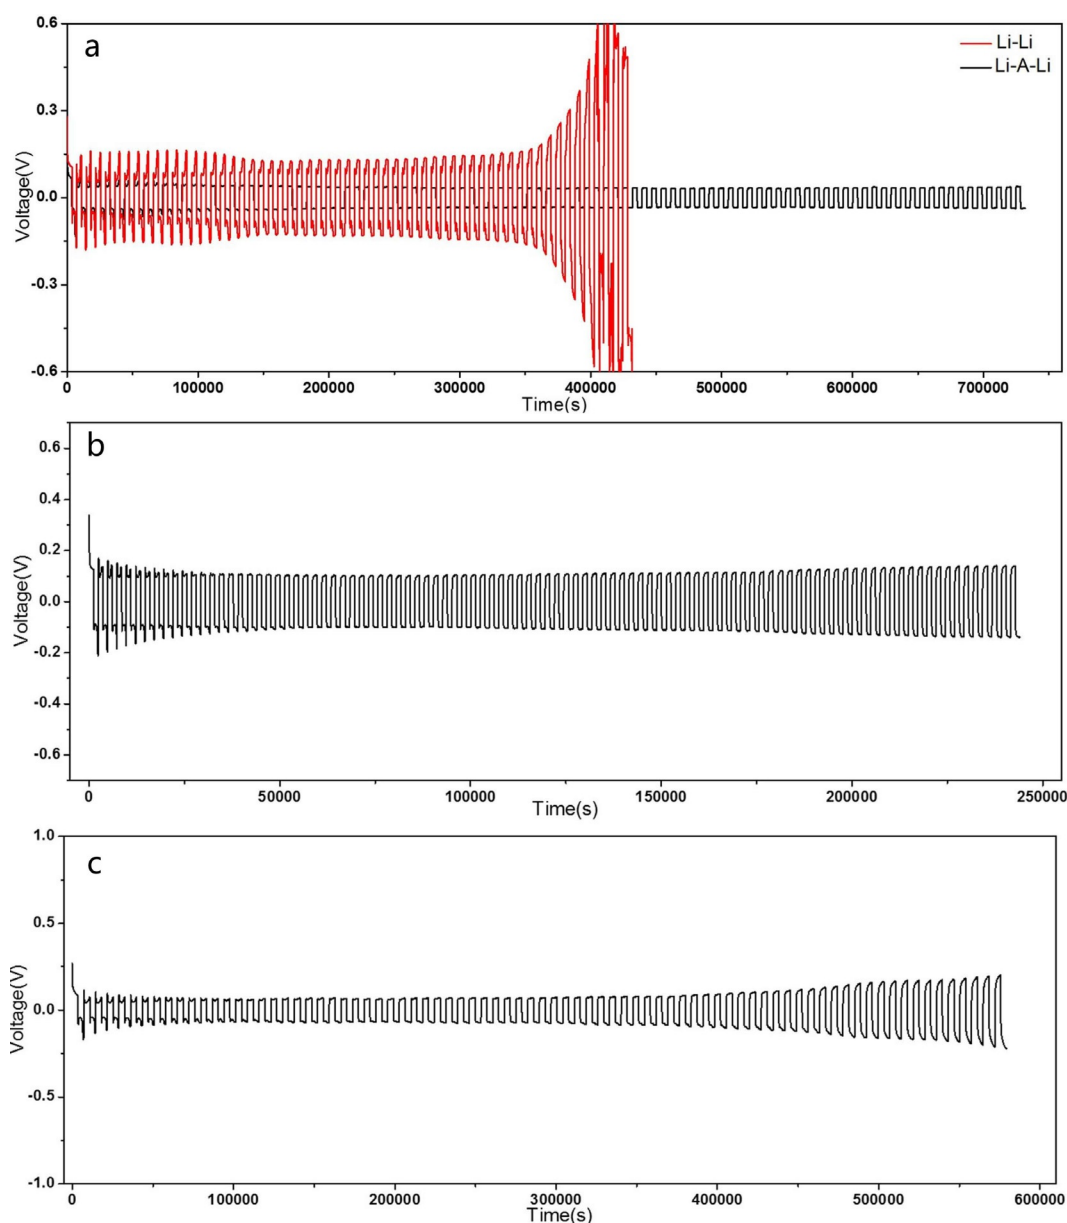 a
Li-Li
Li-A-Li
0.6
0.3
0.0
-0.3
-0.6
Voltage(V)
0 100000 200000 300000 400000 500000 600000 700000
Time(s)
b
0.6
0.4
0.2
0.0
-0.2
-0.4
-0.6
Voltage(V)
0 50000 100000 150000 200000 250000
Time(s)
c
1.0
0.5
0.0
-0.5
-1.0
Voltage(V)
0 100000 200000 300000 400000 500000 600000
Time(s)